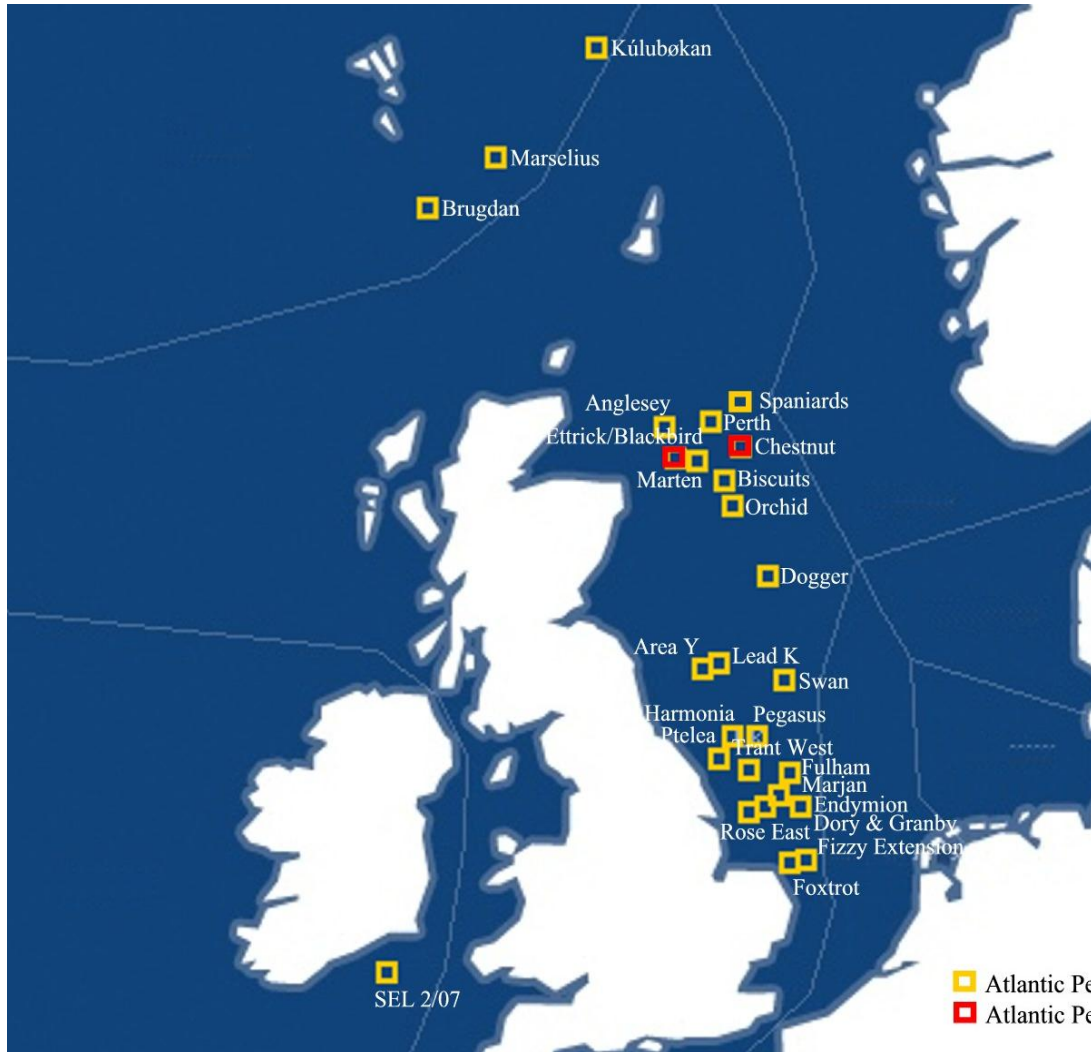 Kúlubøkan
Marselius
Brugdan
Spaniards
Anglesey
Perth
Ettrick/Blackbird
Chestnut
Marten
Biscuits
Orchid
Dogger
Area Y
Lead K
Swan
Harmonia
Pegasus
Ptelea
Trant West
Fulham
Marjan
Endymion
Rose East
Dory & Granby
Fizzy Extension
Foxtrot
SEL 2/07
Atlantic Pe
Atlantic Pe